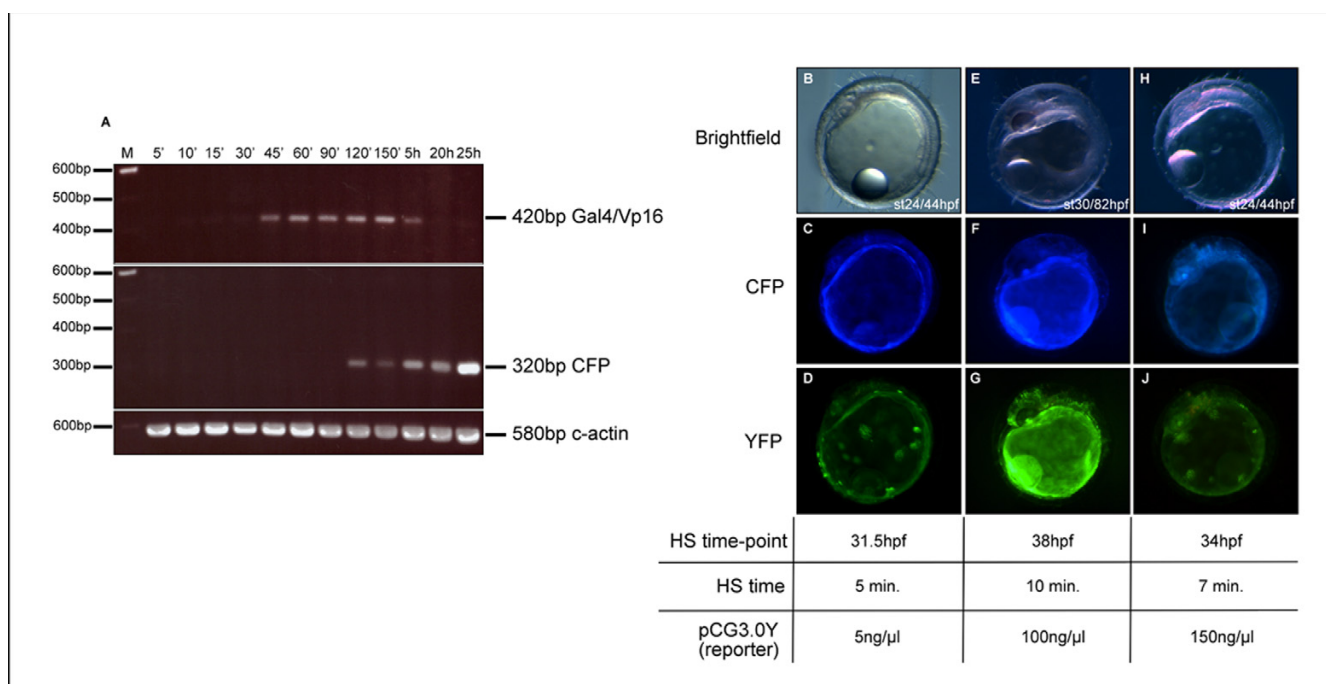 A
M 5' 10' 15' 30' 45' 60' 90' 120' 150' 5h 20h 25h
600bp
500bp
400bp
420bp Gal4/Vp16
600bp
500bp
400bp
300bp
320bp CFP
600bp
580bp c-actin
B E H
Brightfield
st24/44hpf st30/82hpf st24/44hpf
C F I
CFP
D G J
YFP
HS time-point 31.5hpf 38hpf 34hpf
HS time 5 min. 10 min. 7 min.
pCG3.0Y
(reporter) 5ng/µl 100ng/µl 150ng/µl